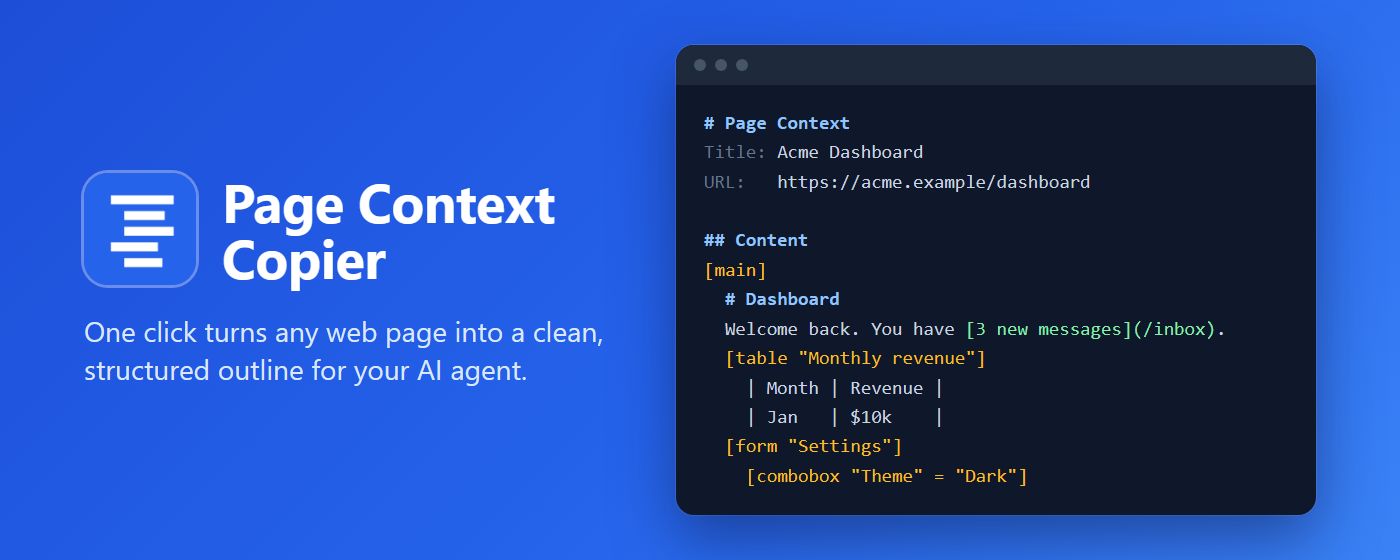 Page Context
Copier
One click turns any web page into a clean,
structured outline for your AI agent.
# Page Context
Title: Acme Dashboard
URL:   https://acme.example/dashboard
## Content
[main]
  # Dashboard
  Welcome back. You have [3 new messages](/inbox).
  [table "Monthly revenue"]
    | Month | Revenue |
    | Jan   | $10k    |
  [form "Settings"]
    [combobox "Theme" = "Dark"]